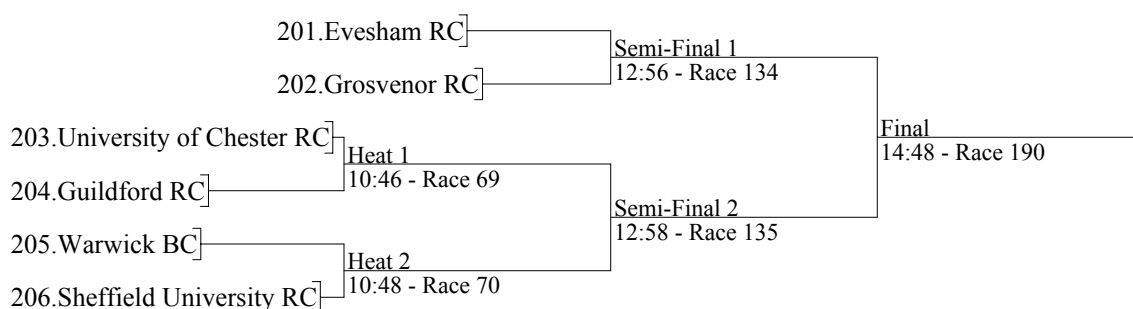 201.Evesham RC
Semi-Final 1
12:56 - Race 134
202.Grosvenor RC
203.University of Chester RC
Final
14:48 - Race 190
Heat 1
10:46 - Race 69
204.Guildford RC
Semi-Final 2
12:58 - Race 135
205.Warwick BC
Heat 2
10:48 - Race 70
206.Sheffield University RC